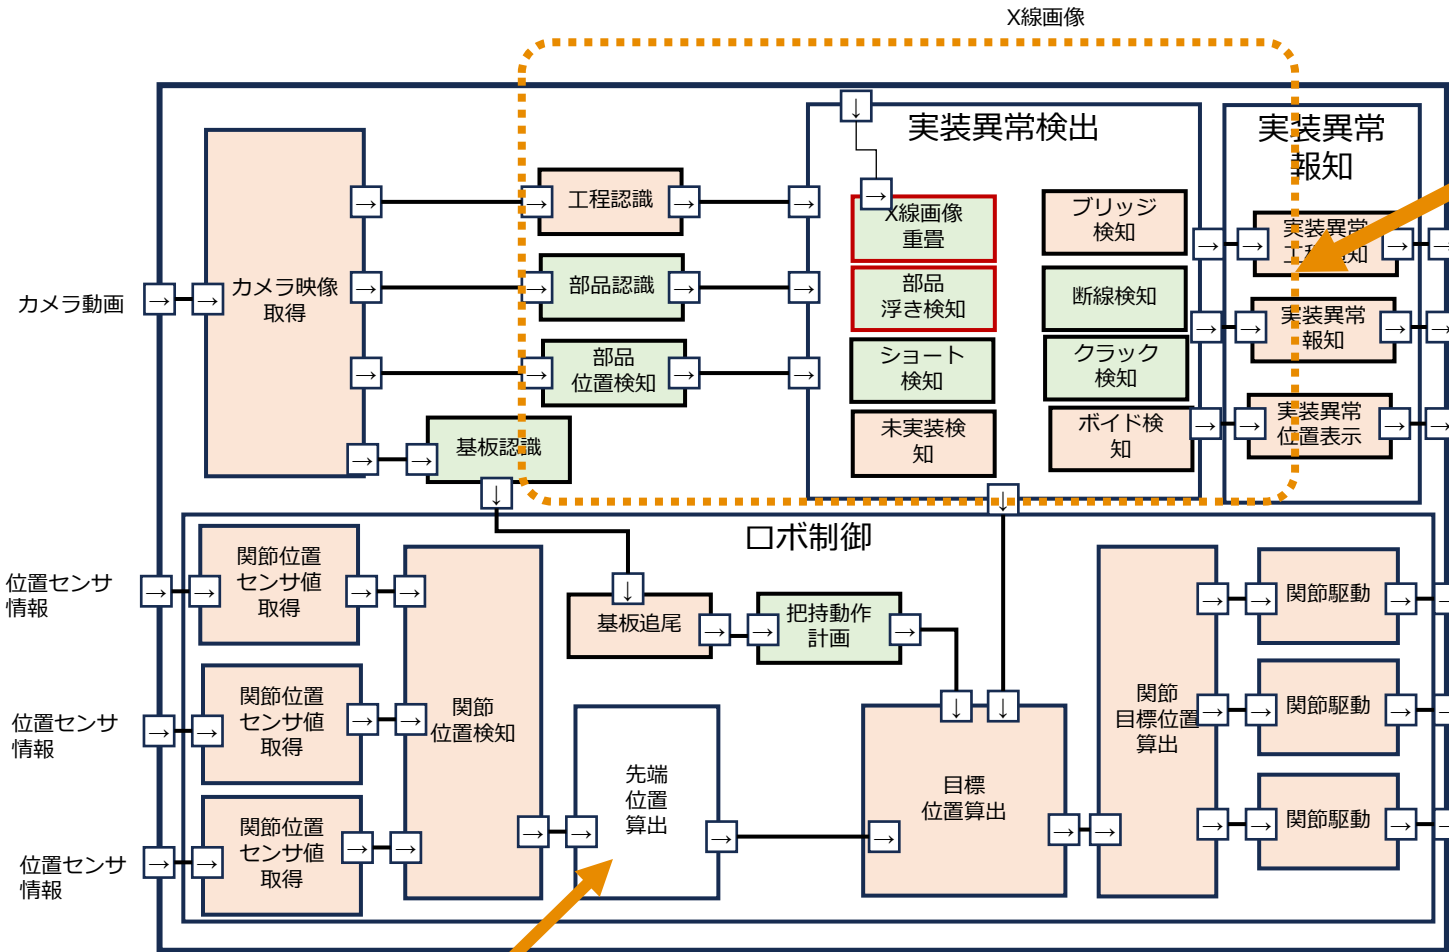 X線画像
実装異常検出
実装異常
報知
工程認識
X線画像
重畳
ブリッジ
検知
実装異常
カメラ動画
カメラ映像
取得
部品認識
部品
浮き検知
断線検知
実装異常
報知
部品
位置検知
ショート
検知
クラック
検知
実装異常
位置表示
基板認識
未実装検
知
ボイド検
知
ロボ制御
位置センサ
情報
関節位置
センサ値
取得
基板追尾
把持動作
計画
関節駆動
位置センサ
情報
関節位置
センサ値
取得
関節
位置検知
関節
目標位置
算出
関節駆動
先端
位置
算出
目標
位置算出
位置センサ
情報
関節位置
センサ値
取得
関節駆動